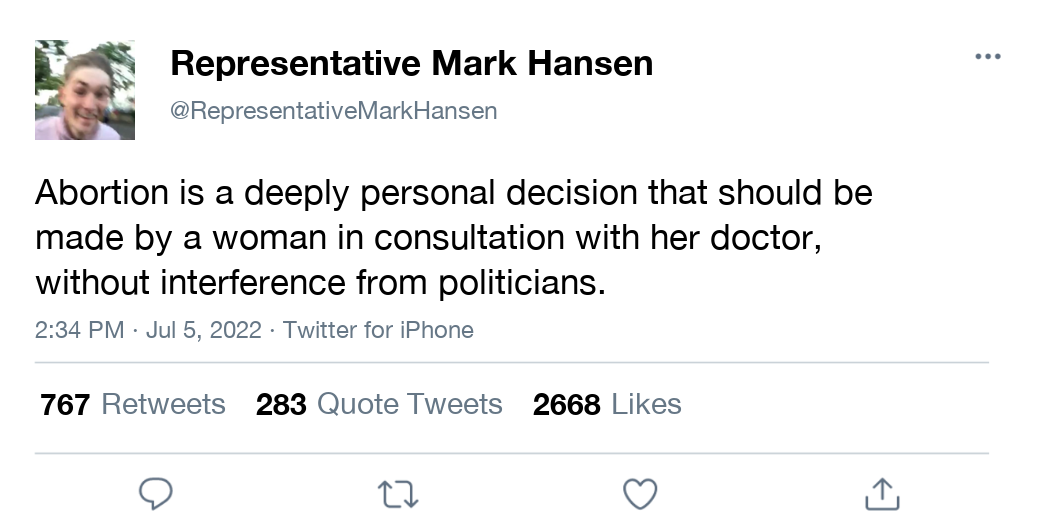 Representative Mark Hansen
@RepresentativeMarkHansen
Abortion is a deeply personal decision that should be
made by a woman in consultation with her doctor,
without interference from politicians.
2:34 PM · Jul 5, 2022 · Twitter for iPhone
767 Retweets 283 Quote Tweets 2668 Likes